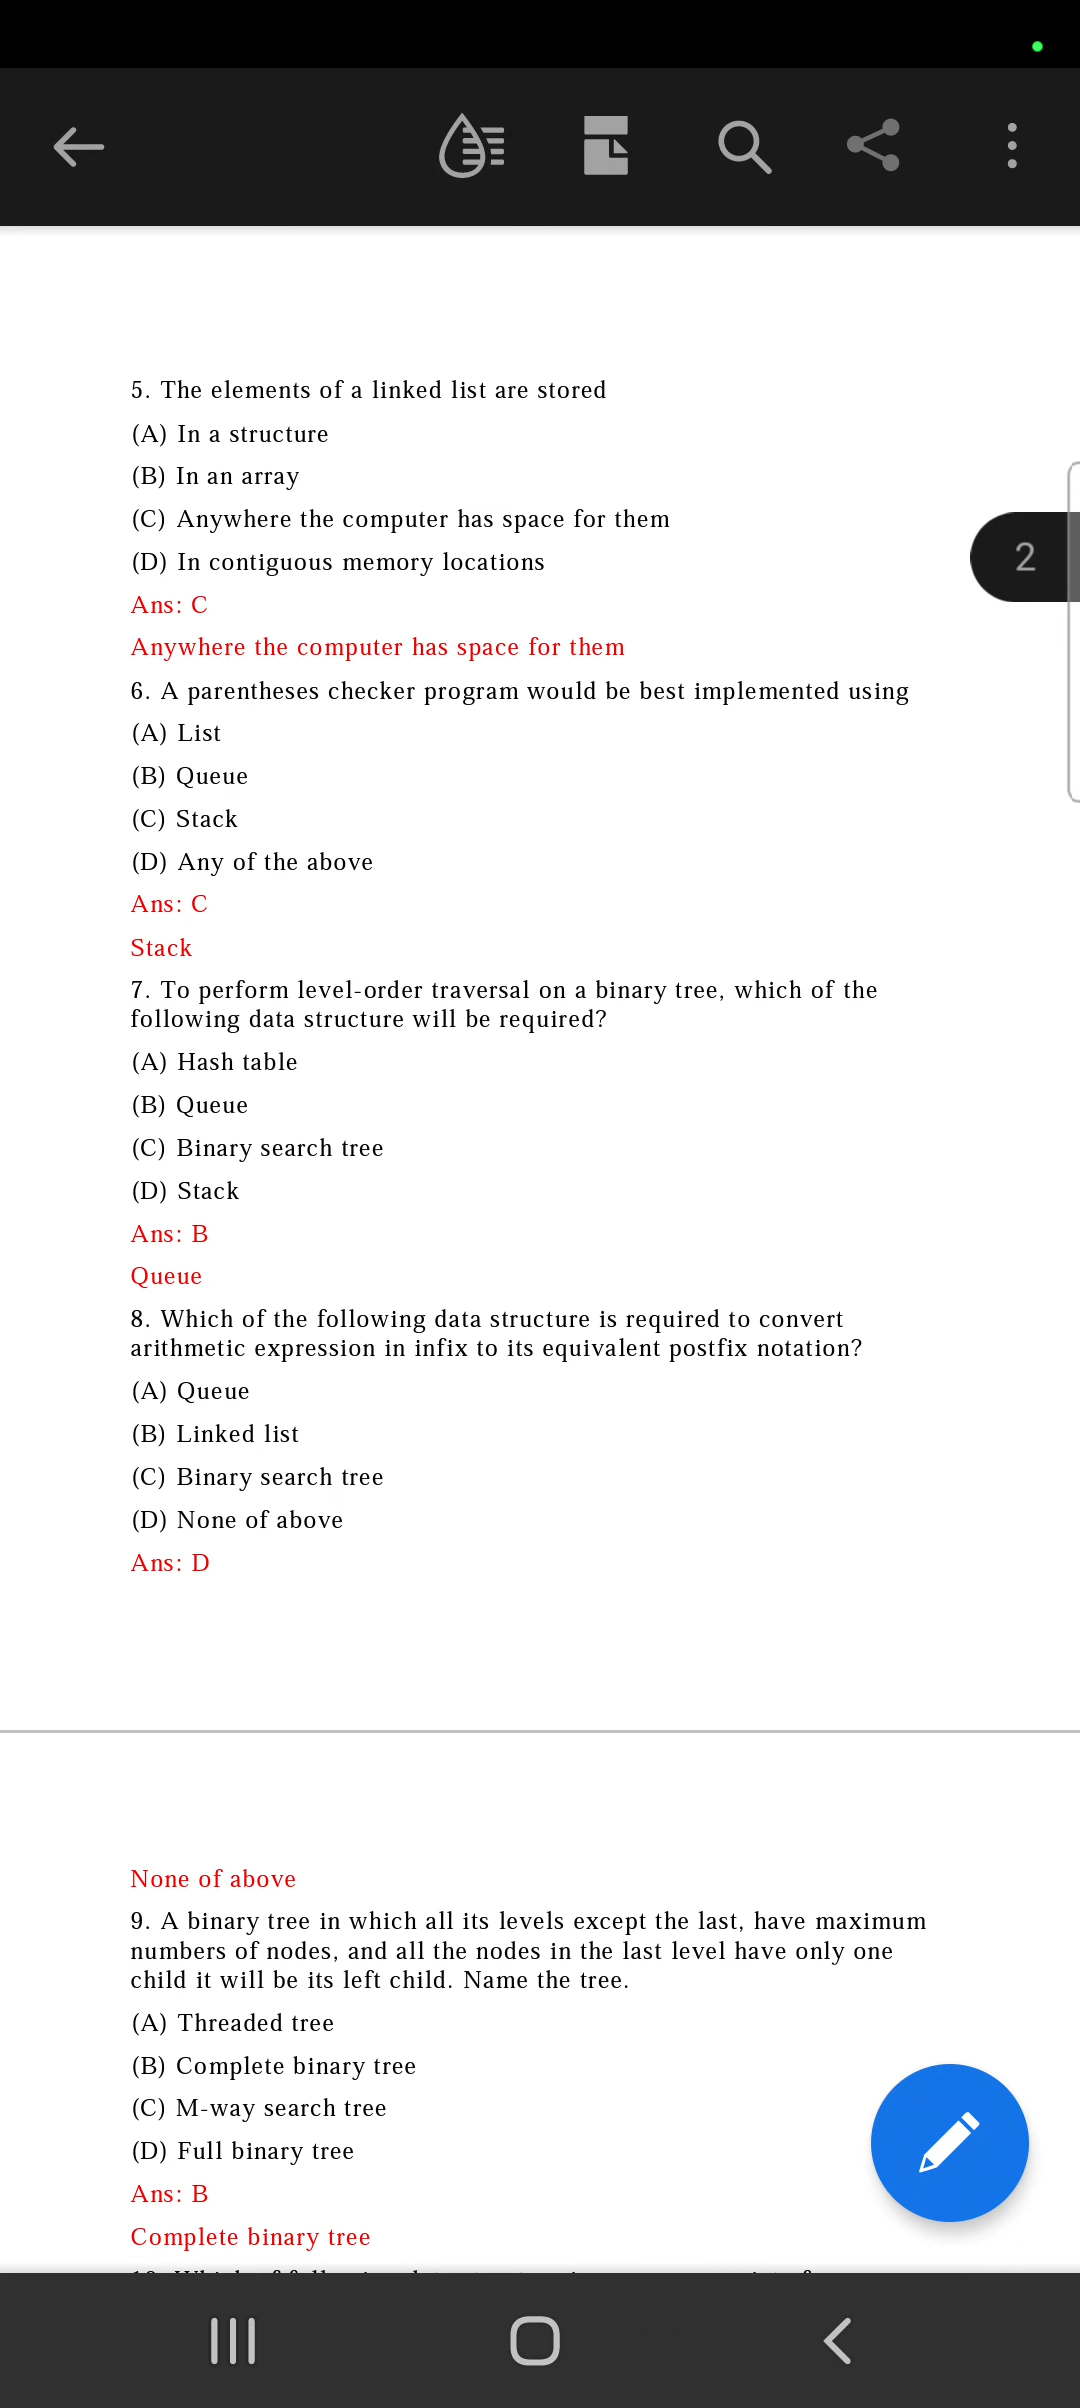 2
5. The elements of a linked list are stored
(A) In a structure
(B) In an array
(C) Anywhere the computer has space for them
(D) In contiguous memory locations
Ans: C
Anywhere the computer has space for them
6. A parentheses checker program would be best implemented using
(A) List
(B) Queue
(C) Stack
(D) Any of the above
Ans: C
Stack
7. To perform level-order traversal on a binary tree, which of the
following data structure will be required?
(A) Hash table
(B) Queue
(C) Binary search tree
(D) Stack
Ans: B
Queue
8. Which of the following data structure is required to convert
arithmetic expression in infix to its equivalent postfix notation?
(A) Queue
(B) Linked list
(C) Binary search tree
(D) None of above
Ans: D
None of above
9. A binary tree in which all its levels except the last, have maximum
numbers of nodes, and all the nodes in the last level have only one
child it will be its left child. Name the tree.
(A) Threaded tree
(B) Complete binary tree
(C) M-way search tree
(D) Full binary tree
Ans: B
Complete binary tree